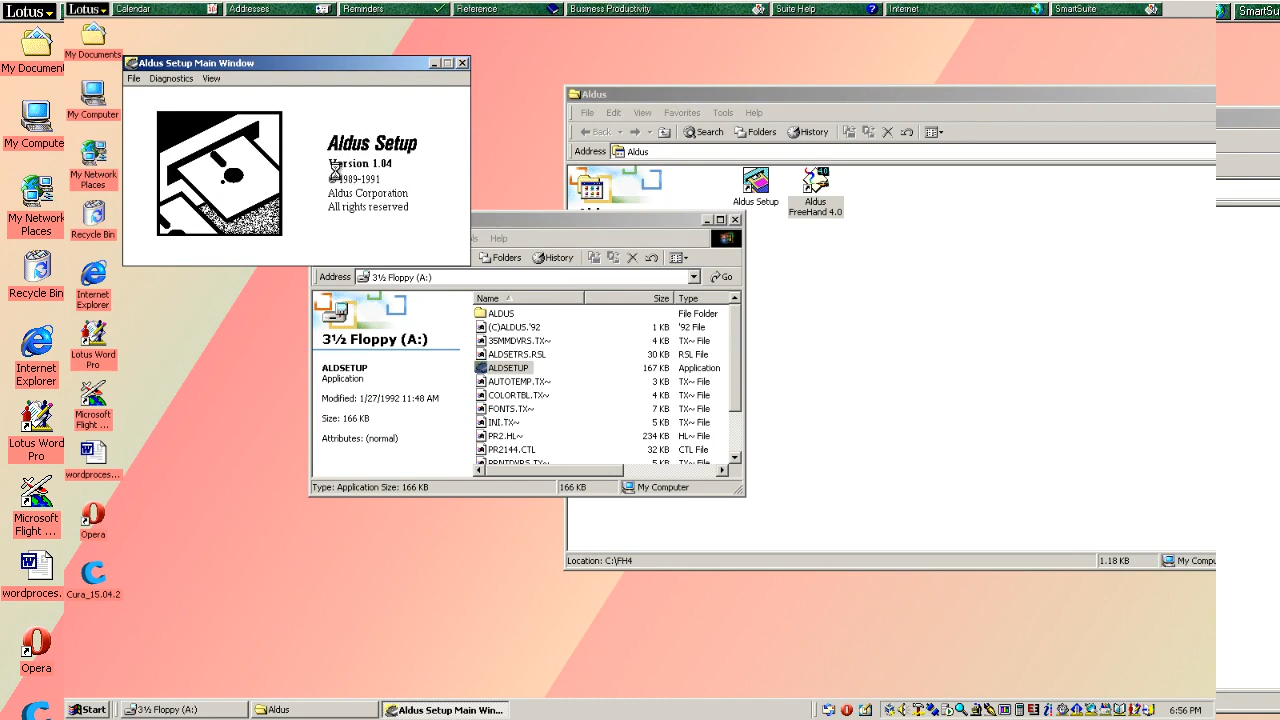 Lotus
Lotus
Calendar
Addresses
Reminders
Reference
Business Productivity
Suite Help
Internet
SmartSuite
SmartS
My Document
My Computer
My Network
Places
Recycle Bin
Internet
Explorer
Lotus Word
Pro
Microsoft
Flight ...
wordproces...
Opera
My Documents
My Computer
My Network
Places
Recycle Bin
Internet
Explorer
Lotus Word
Pro
Microsoft
Flight ...
wordproces...
Opera
Cura_15.04.2
Aldus Setup Main Window
File Diagnostics View
Aldus Setup
Version 1.04
©1989-1991
Aldus Corporation
All rights reserved
Aldus
File Edit View Favorites Tools Help
Back Search Folders History
Address Aldus
Aldus Setup
Aldus
FreeHand 4.0
Location: C:\FH4
1.18 KB
My Compu
ls Help
Folders History
Address 3½ Floppy (A:) Go
3½ Floppy (A:)
ALDSETUP
Application
Modified: 1/27/1992 11:48 AM
Size: 166 KB
Attributes: (normal)
Name Size Type
ALDUS File Folder
(C)ALDUS.'92 1 KB '92 File
35MMDVRS.TX~ 4 KB TX~ File
ALDSETRS.RSL 30 KB RSL File
ALDSETUP 167 KB Application
AUTOTEMP.TX~ 3 KB TX~ File
COLORTBL.TX~ 4 KB TX~ File
FONTS.TX~ 7 KB TX~ File
INI.TX~ 5 KB TX~ File
PR2.HL~ 234 KB HL~ File
PR2144.CTL 32 KB CTL File
PRNTDVRS.TX~ 5 KB TX~ File
Type: Application Size: 166 KB
166 KB
My Computer
Start
3½ Floppy (A:)
Aldus
Aldus Setup Main Win...
6:56 PM